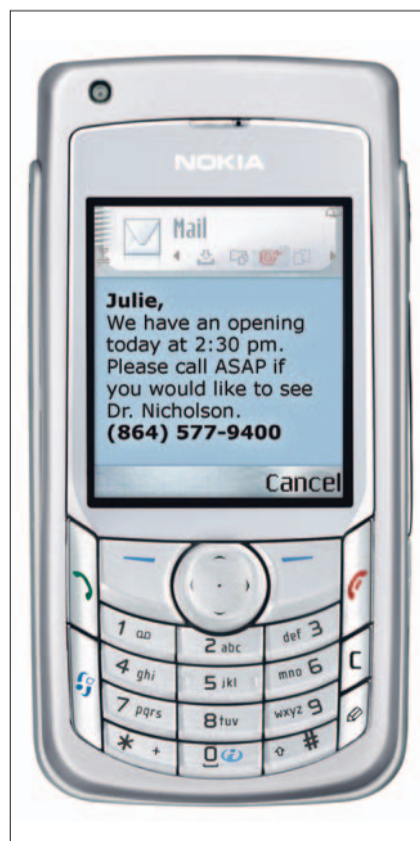 NOKIA
Mail
Julie,
We have an opening
today at 2:30 pm.
Please call ASAP if
you would like to see
Dr. Nicholson.
(864) 577-9400
Cancel
1 2 abc def 3
4 ghi 5 jkl mno 6 C
7 pqrs 8 tuv wxyz 9
* + 0 i #